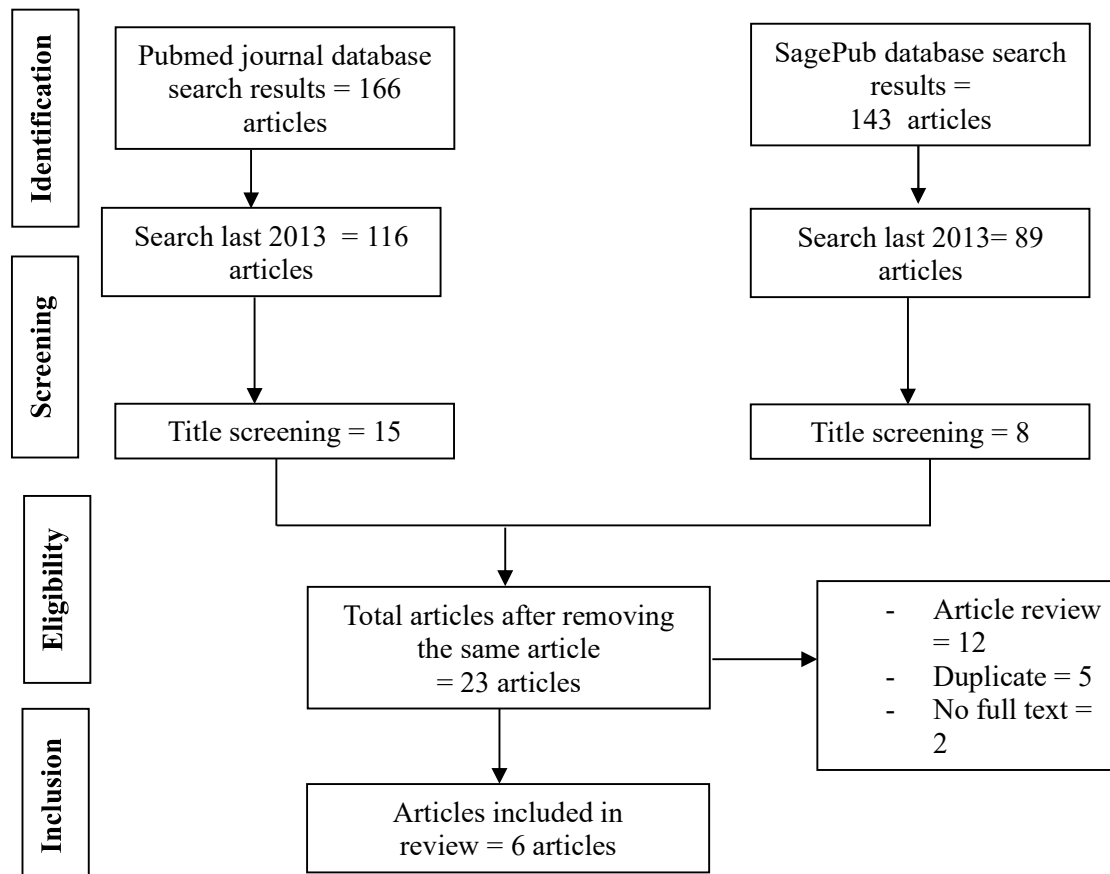 Identification
Pubmed journal database
search results = 166
articles
SagePub database search
results =
143 articles
Search last 2013 = 116
articles
Search last 2013= 89
articles
Screening
Title screening = 15
Title screening = 8
Eligibility
Total articles after removing
the same article
= 23 articles
- Article review
= 12
- Duplicate = 5
- No full text =
2
Inclusion
Articles included in
review = 6 articles